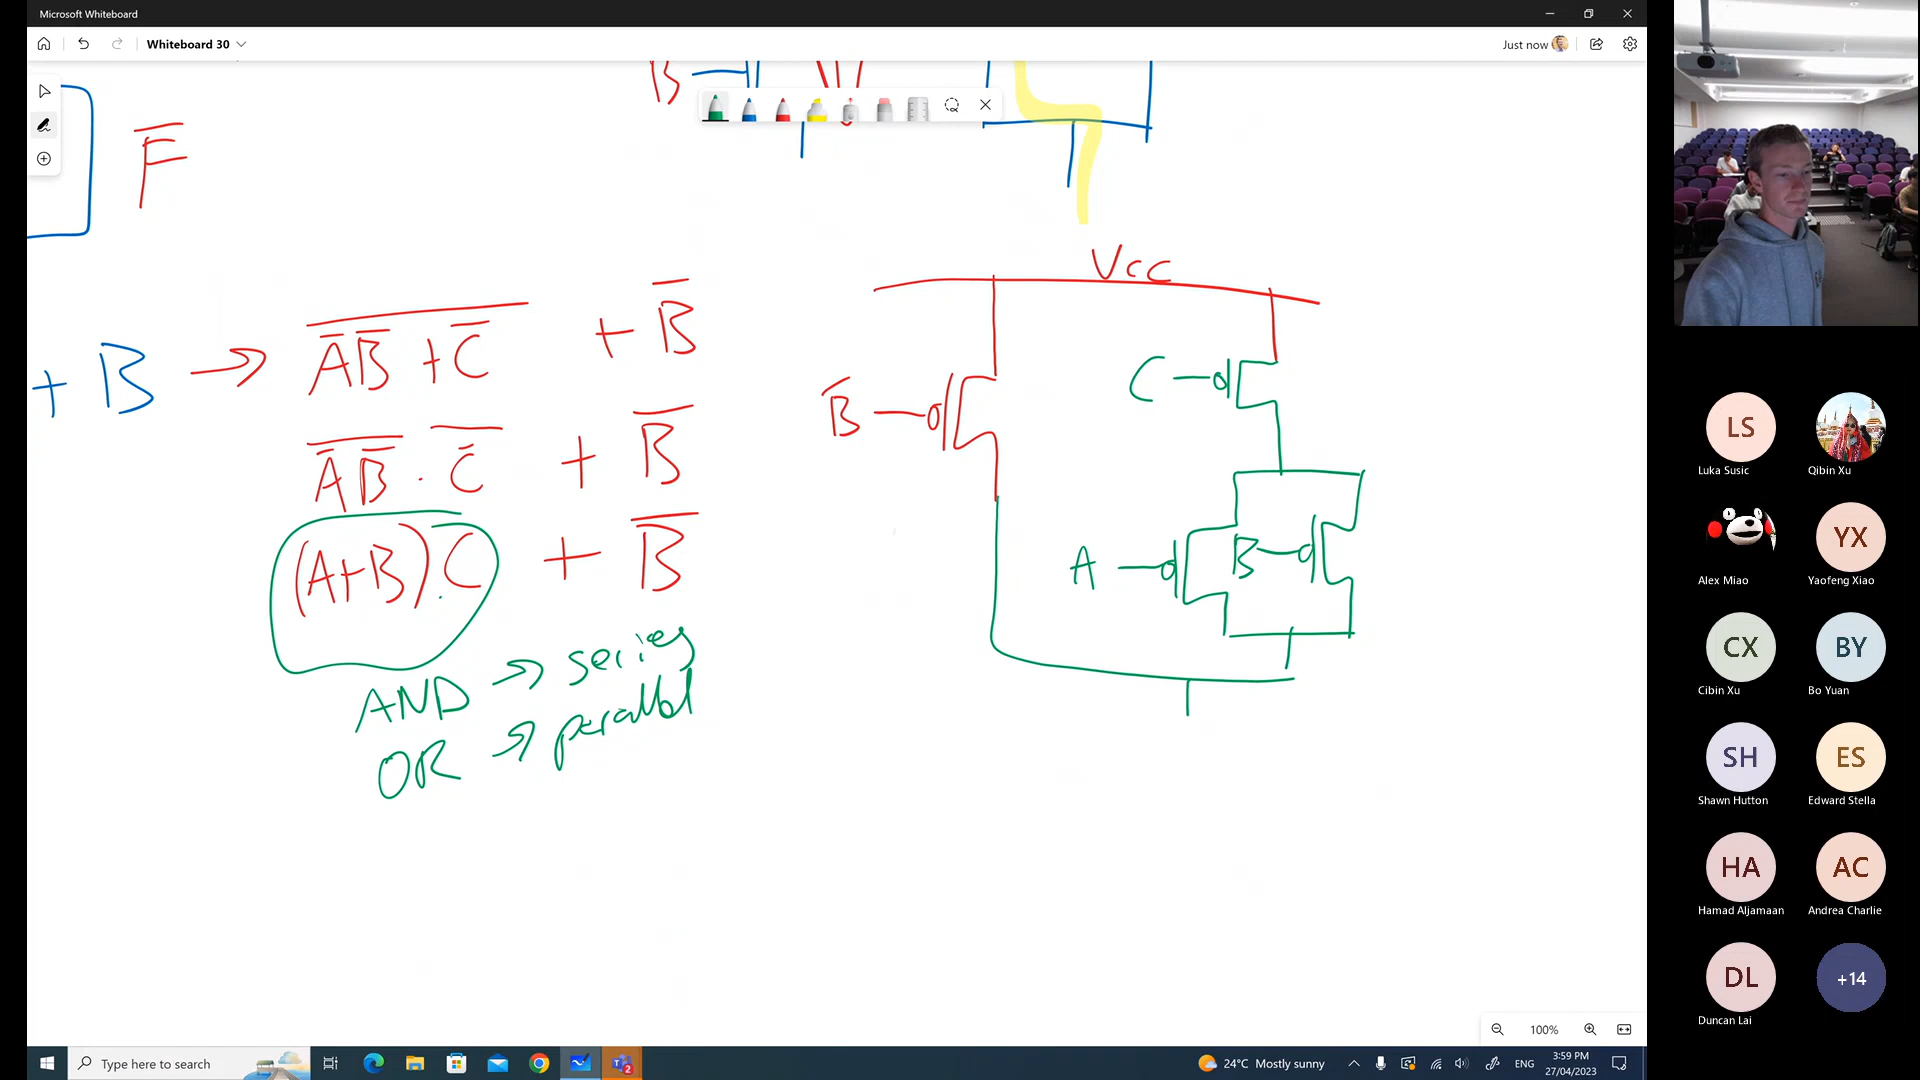 Microsoft Whiteboard
Whiteboard 30
Just now
B
F̅
Vcc
+ B → \overline{A̅B̅ + C̅} + B̅
C
B̅
\overline{A̅B̅} · \overline{C̅} + B̅
(A+B).C + B̅
A
B
AND → series
OR → parallel
LS
Luka Susic
Qibin Xu
Alex Miao
YX
Yaofeng Xiao
CX
Cibin Xu
BY
Bo Yuan
SH
Shawn Hutton
ES
Edward Stella
HA
Hamad Aljamaan
AC
Andrea Charlie
DL
Duncan Lai
+14
100%
Type here to search
24°C Mostly sunny
ENG
3:59 PM
27/04/2023